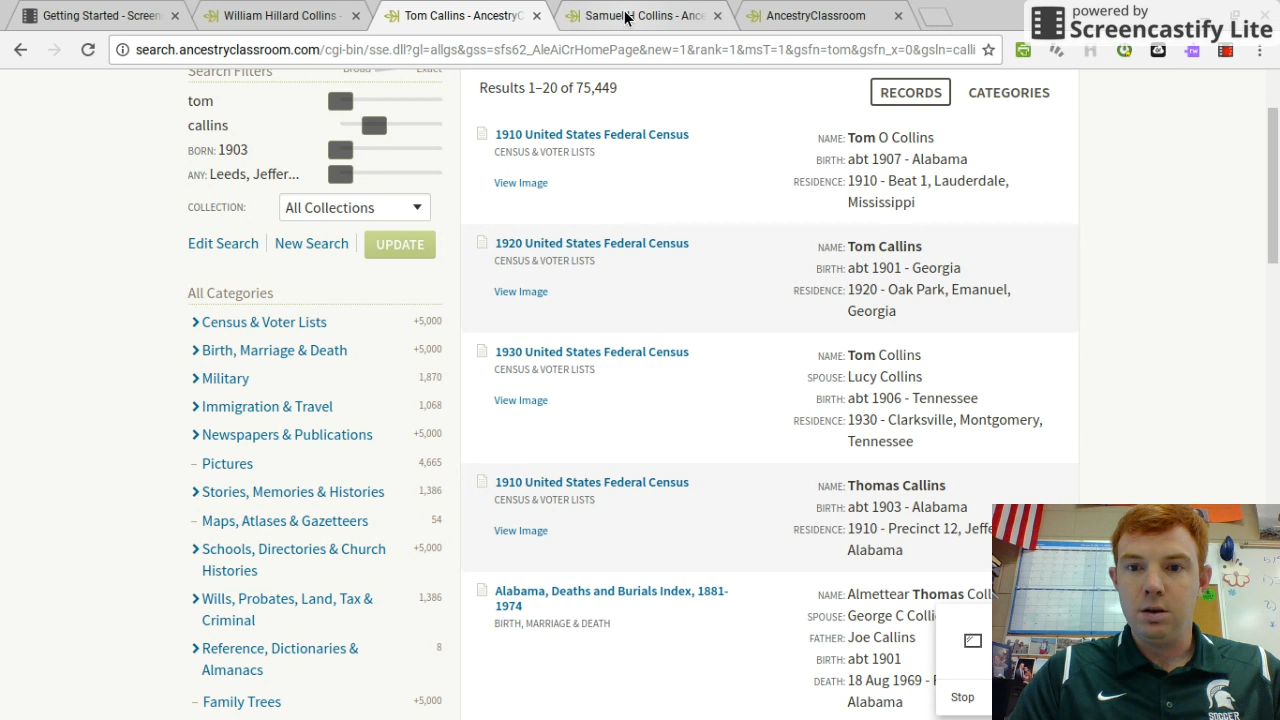 Getting Started - Screen
William Hillard Collins -
Tom Callins - AncestryC
Samuel Collins - Ance
AncestryClassroom
powered by
Screencastify Lite
search.ancestryclassroom.com/cgi-bin/sse.dll?gl=allgs&gss=sfs62_AleAiCrHomePage&new=1&rank=1&msT=1&gsfn=tom&gsfn_x=0&gsln=calli
Search Filters
Broad Exact
tom
callins
BORN: 1903
ANY: Leeds, Jeffer...
COLLECTION: All Collections
Edit Search New Search UPDATE
All Categories
Census & Voter Lists +5,000
Birth, Marriage & Death +5,000
Military 1,870
Immigration & Travel 1,068
Newspapers & Publications +5,000
Pictures 4,665
Stories, Memories & Histories 1,386
Maps, Atlases & Gazetteers 54
Schools, Directories & Church +5,000
Histories
Wills, Probates, Land, Tax & 1,386
Criminal
Reference, Dictionaries & 8
Almanacs
Family Trees +5,000
Results 1–20 of 75,449
RECORDS CATEGORIES
1910 United States Federal Census
CENSUS & VOTER LISTS
View Image
NAME: Tom O Collins
BIRTH: abt 1907 - Alabama
RESIDENCE: 1910 - Beat 1, Lauderdale,
Mississippi
1920 United States Federal Census
CENSUS & VOTER LISTS
View Image
NAME: Tom Callins
BIRTH: abt 1901 - Georgia
RESIDENCE: 1920 - Oak Park, Emanuel,
Georgia
1930 United States Federal Census
CENSUS & VOTER LISTS
View Image
NAME: Tom Collins
SPOUSE: Lucy Collins
BIRTH: abt 1906 - Tennessee
RESIDENCE: 1930 - Clarksville, Montgomery,
Tennessee
1910 United States Federal Census
CENSUS & VOTER LISTS
View Image
NAME: Thomas Callins
BIRTH: abt 1903 - Alabama
RESIDENCE: 1910 - Precinct 12, Jeffe
Alabama
Alabama, Deaths and Burials Index, 1881-
1974
BIRTH, MARRIAGE & DEATH
NAME: Almettear Thomas Coll
SPOUSE: George C Colli
FATHER: Joe Callins
BIRTH: abt 1901
DEATH: 18 Aug 1969 -
Alabama
Stop
SOCCER